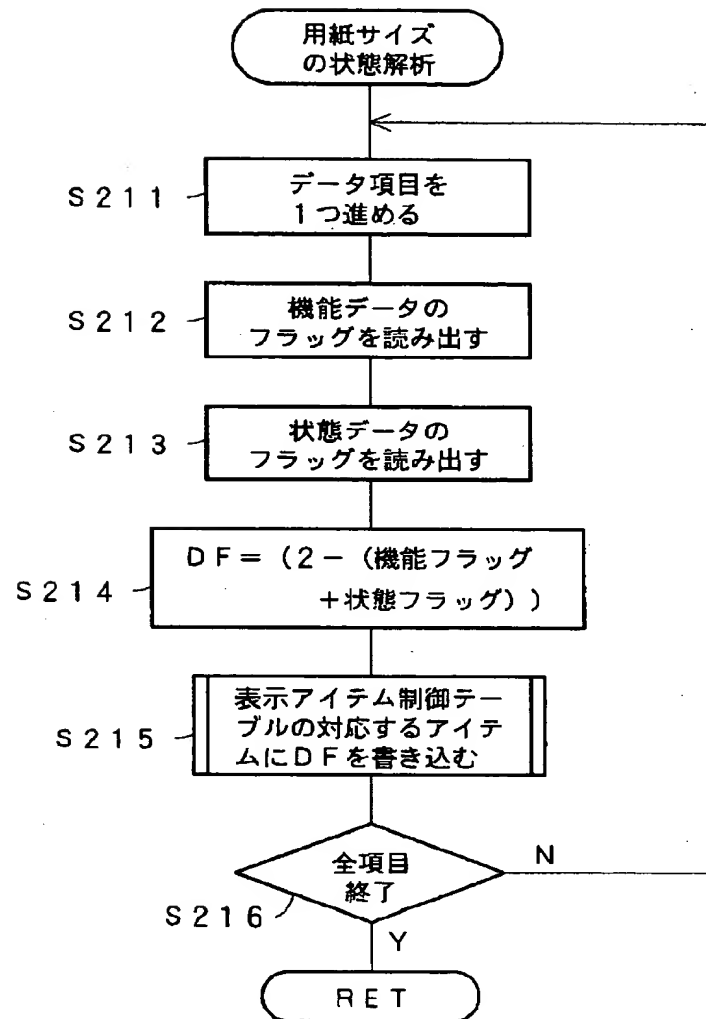 用紙サイズ
の状態解析
S211
データ項目を
1つ進める
S212
機能データの
フラッグを読み出す
S213
状態データの
フラッグを読み出す
S214
DF=(2-(機能フラッグ
+状態フラッグ))
S215
表示アイテム制御テー
ブルの対応するアイテ
ムにDFを書き込む
全項目
終了
N
S216
Y
RET